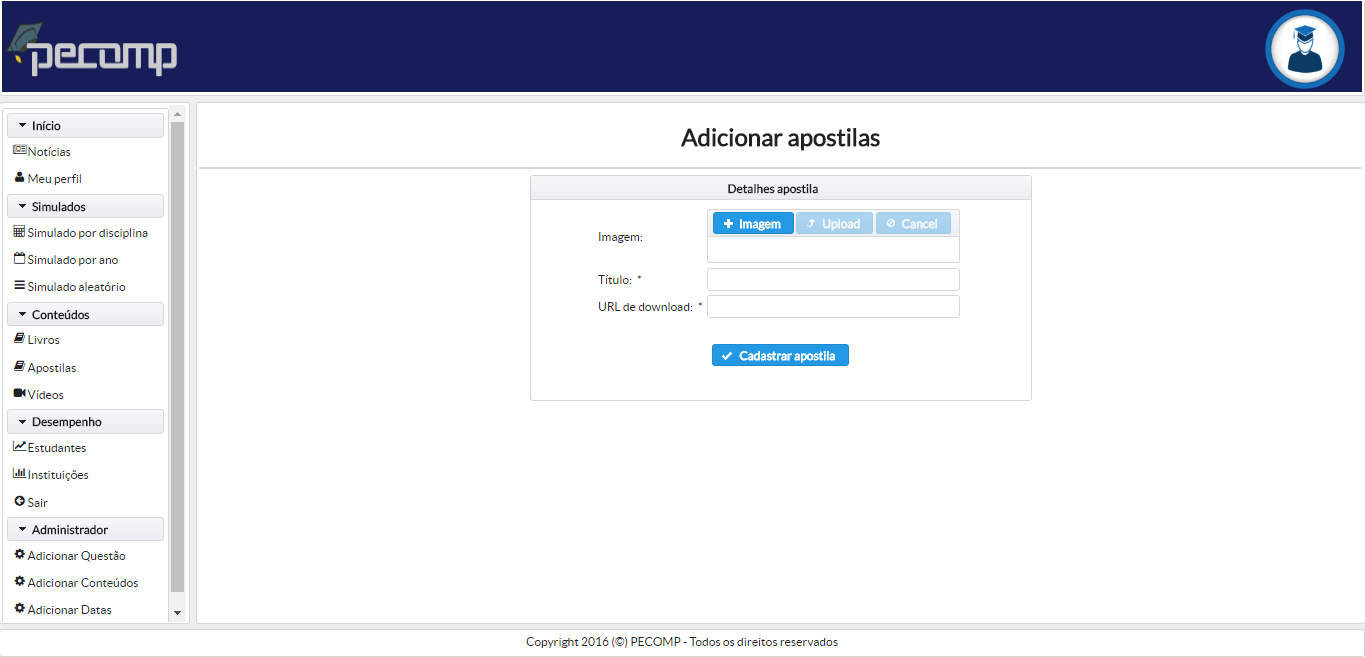 pecomp
Início
Notícias
Meu perfil
Simulados
Simulado por disciplina
Simulado por ano
Simulado aleatório
Conteúdos
Livros
Apostilas
Vídeos
Desempenho
Estudantes
Instituições
Sair
Administrador
Adicionar Questão
Adicionar Conteúdos
Adicionar Datas
Adicionar apostilas
Detalhes apostila
Imagem: Imagem Upload Cancel
Título: *
URL de download: *
Cadastrar apostila
Copyright 2016 (©) PECOMP - Todos os direitos reservados